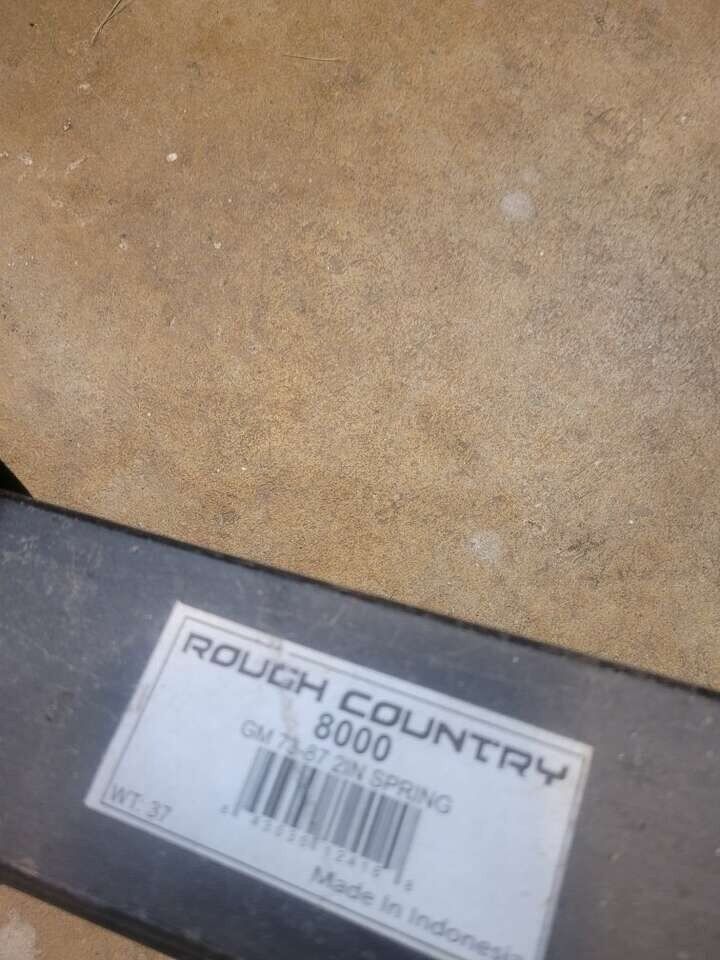 ROUGH COUNTRY
8000
GM 73-87 2IN SPRING
WT: 37
Made In Indonesia